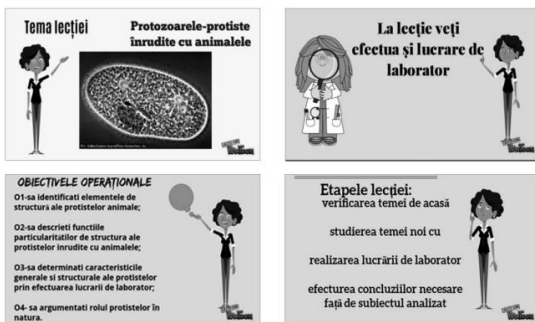 Tema lecției
Protozoarele-protiste
înrudite cu animalele
La lecție veți
efectua și lucrare de
laborator
OBIECTIVELE OPERAȚIONALE
O1-sa identificati elementele de
structură ale protistelor animale;
O2-sa descrieti functiile
particularitatilor de structura ale
protistelor inrudite cu animalele;
O3-sa determinati caracteristicile
generale si structurale ale protistelor
prin efectuarea lucrarii de laborator;
O4- sa argumentati rolul protistelor în
natura.
Etapele lecției:
verificarea temei de acasă
studierea temei noi cu
realizarea lucrării de laborator
efecturea concluziilor necesare
față de subiectul analizat